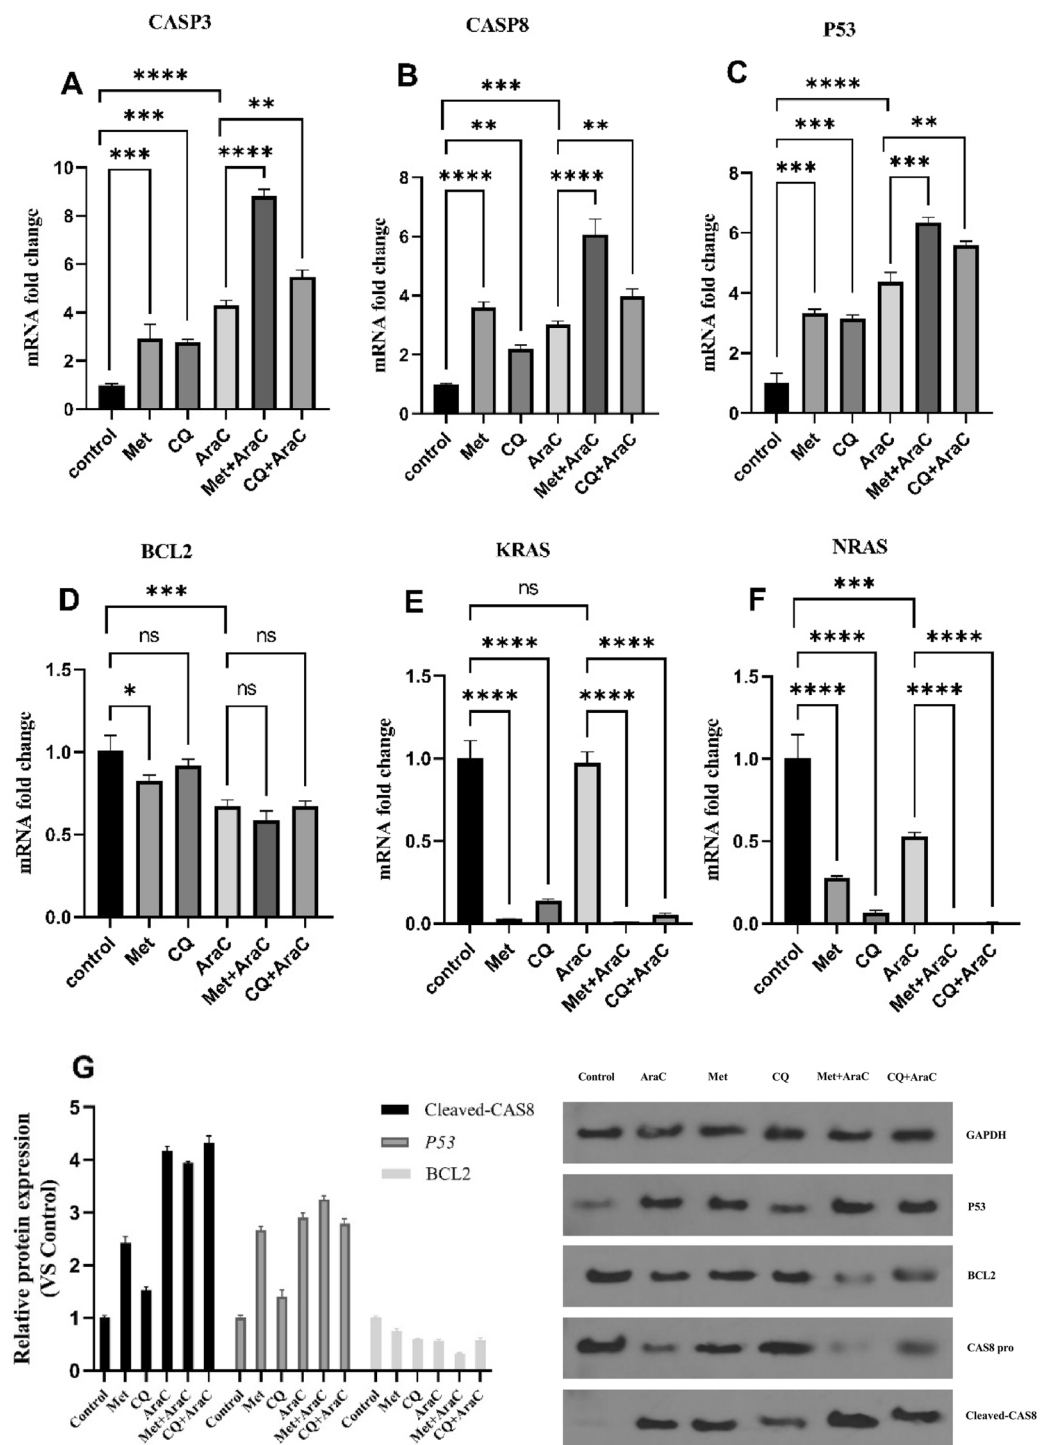 CASP3
CASP8
P53
A
B
C
****
***
***
**
****
***
**
****
**
****
****
***
***
**
***
mRNA fold change
10
8
6
4
2
0
control
Met
CQ
AraC
Met+AraC
CQ+AraC
mRNA fold change
8
6
4
2
0
control
Met
CQ
AraC
Met+AraC
CQ+AraC
mRNA fold change
8
6
4
2
0
control
Met
CQ
AraC
Met+AraC
CQ+AraC
BCL2
KRAS
NRAS
D
E
F
***
ns
*
ns
ns
ns
****
****
****
****
***
****
****
****
****
mRNA fold change
1.5
1.0
0.5
0.0
control
Met
CQ
AraC
Met+AraC
CQ+AraC
mRNA fold change
1.5
1.0
0.5
0.0
control
Met
CQ
AraC
Met+AraC
CQ+AraC
mRNA fold change
1.5
1.0
0.5
0.0
control
Met
CQ
AraC
Met+AraC
CQ+AraC
G
Relative protein expression
(VS Control)
5
4
3
2
1
0
Cleaved-CAS8
P53
BCL2
Control
Met
CQ
AraC
Met+AraC
CQ+AraC
Control
Met
CQ
AraC
Met+AraC
CQ+AraC
Control
Met
CQ
AraC
Met+AraC
CQ+AraC
Control AraC Met CQ Met+AraC CQ+AraC
GAPDH
P53
BCL2
CAS8 pro
Cleaved-CAS8